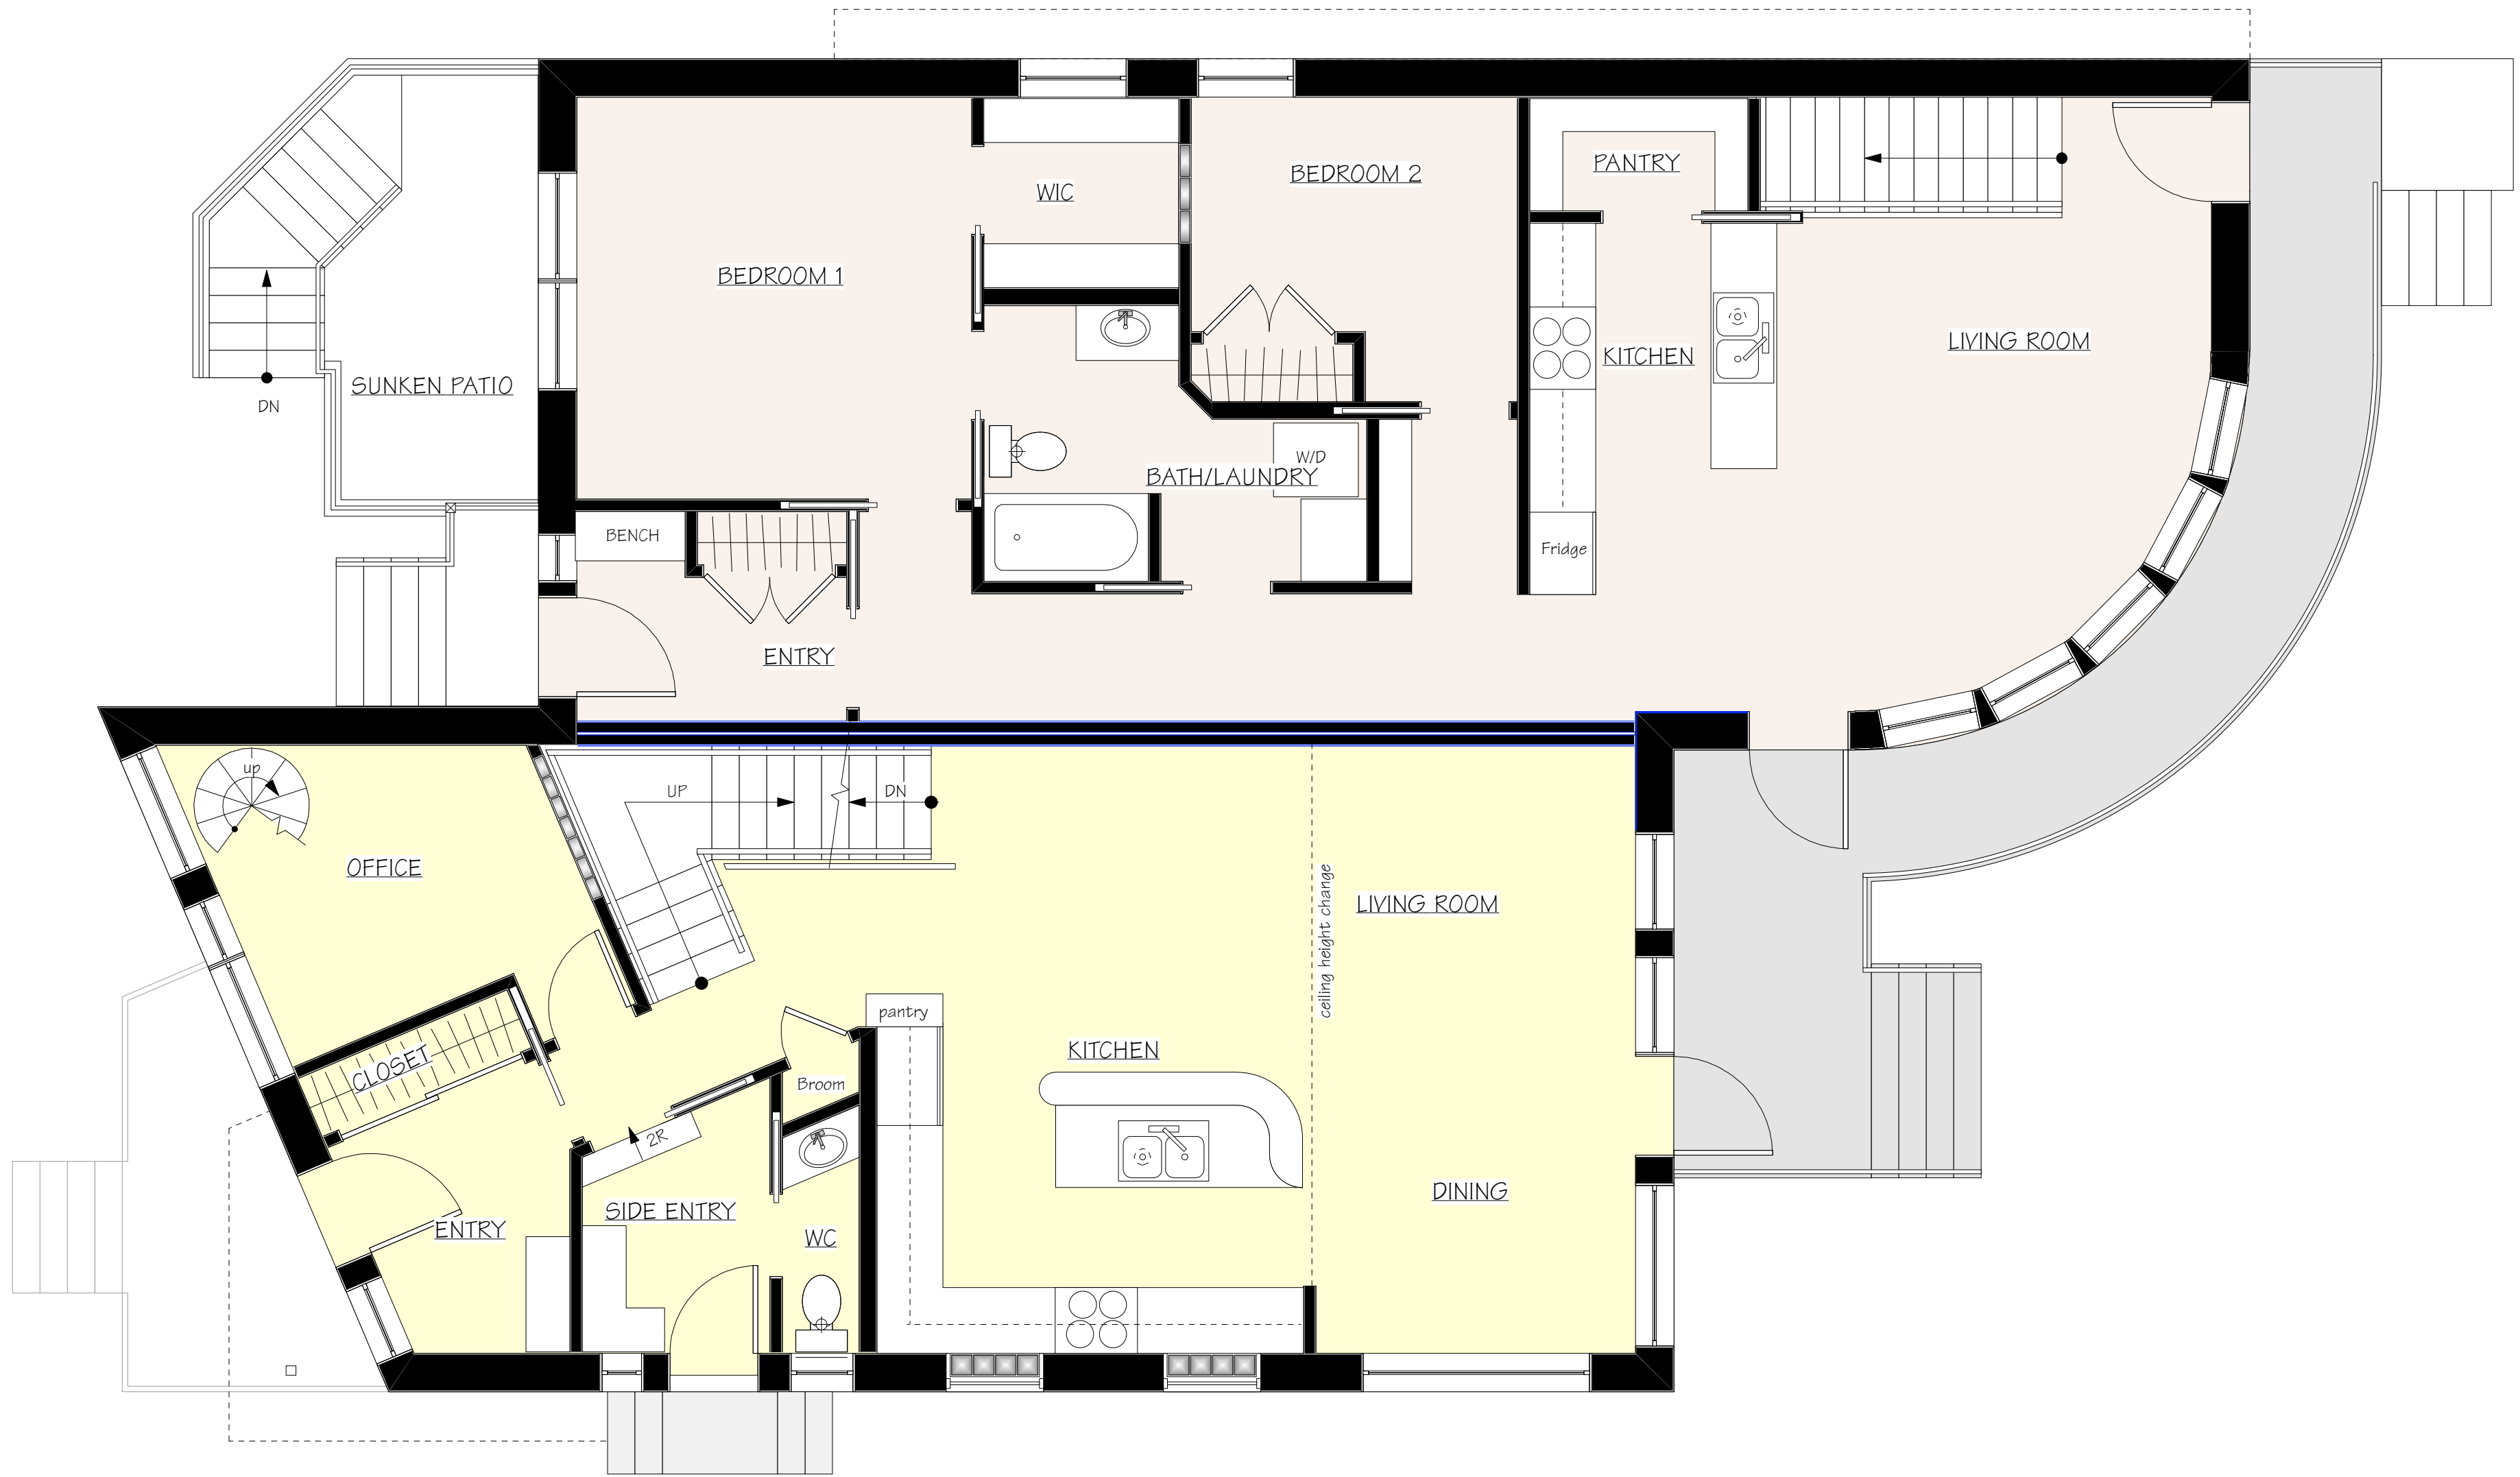 PANTRY
BEDROOM 2
WIC
BEDROOM 1
LIVING ROOM
KITCHEN
SUNKEN PATIO
DN
W/D
BATH/LAUNDRY
BENCH
Fridge
ENTRY
up
UP
DN
OFFICE
LIVING ROOM
ceiling height change
pantry
KITCHEN
CLOSET
Broom
2R
DINING
SIDE ENTRY
ENTRY
WC